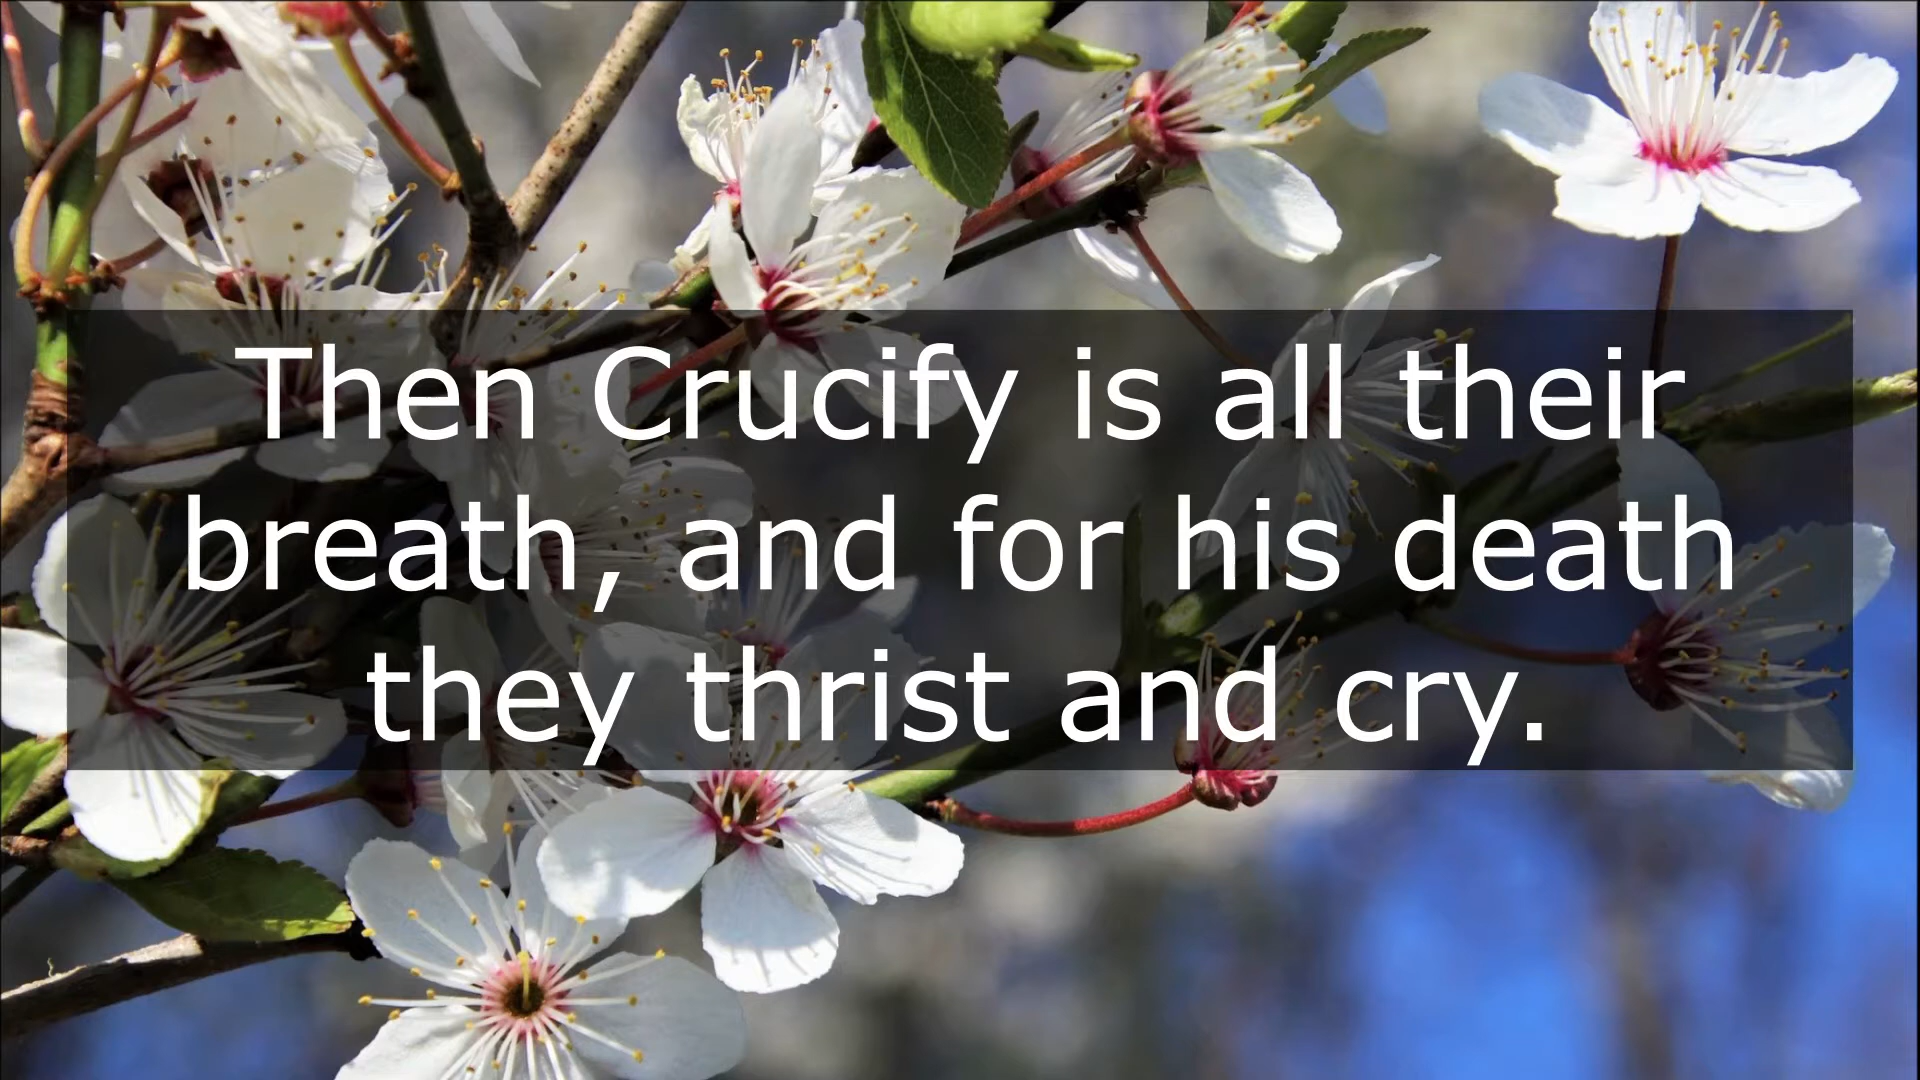 Then Crucify is all their
breath, and for his death
they thrist and cry.